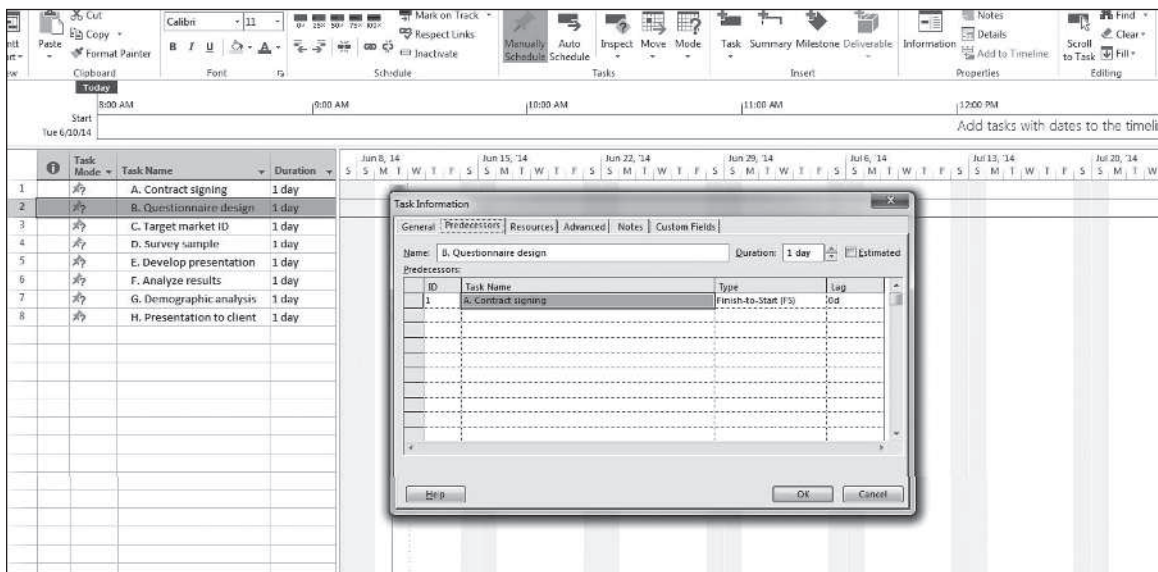 Cut
Calibri 11 Mark on Track
Copy Respect Links
Paste Format Painter B I U A Inactivate
Manually Schedule Auto Schedule Inspect Move Mode Task Summary Milestone Deliverable Information Notes Details Add to Timeline Scroll to Task Find Clear Fill
Clipboard Font Schedule Tasks Insert Properties Editing
Today
8:00 AM 9:00 AM 10:00 AM 11:00 AM 12:00 PM
Start
Tue 6/10/14 Add tasks with dates to the timeli
Task Mode Task Name Duration
Jun 8, '14 Jun 15, '14 Jun 22, '14 Jun 29, '14 Jul 6, '14 Jul 13, '14 Jul 20, '14
S S M T W T F S S M T W T F S S M T W T F S S M T W T F S S M T W T F S S M T W T F S S M T W
1 A. Contract signing 1 day
2 B. Questionnaire design 1 day
3 C. Target market ID 1 day
4 D. Survey sample 1 day
5 E. Develop presentation 1 day
6 F. Analyze results 1 day
7 G. Demographic analysis 1 day
8 H. Presentation to client 1 day
Task Information
General Predecessors Resources Advanced Notes Custom Fields
Name: B. Questionnaire design Duration: 1 day Estimated
Predecessors:
ID Task Name Type Lag
1 A. Contract signing Finish-to-Start (FS) 0d
Help OK Cancel